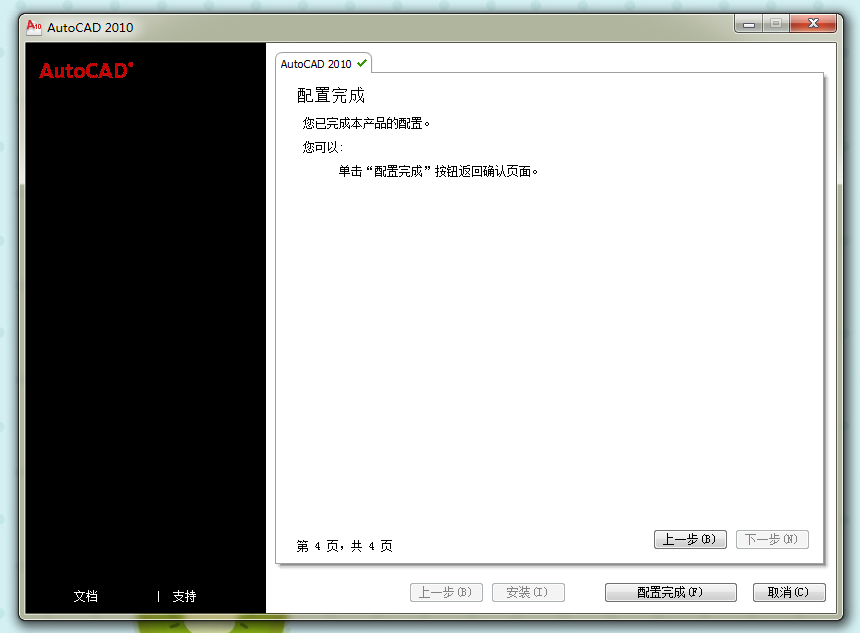 AutoCAD 2010
AutoCAD®
AutoCAD 2010
配置完成
您已完成本产品的配置。
您可以:
单击“配置完成”按钮返回确认页面。
第 4 页，共 4 页
上一步(B) 下一步(N)
文档 | 支持
上一步(B) 安装(I) 配置完成(F) 取消(C)